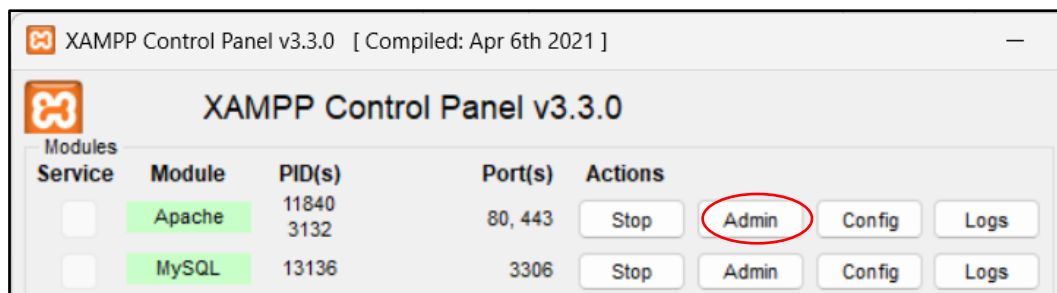 XAMPP Control Panel v3.3.0 [ Compiled: Apr 6th 2021 ]
XAMPP Control Panel v3.3.0
Modules
Service Module PID(s) Port(s) Actions
Apache 11840 3132 80, 443 Stop Admin Config Logs
MySQL 13136 3306 Stop Admin Config Logs